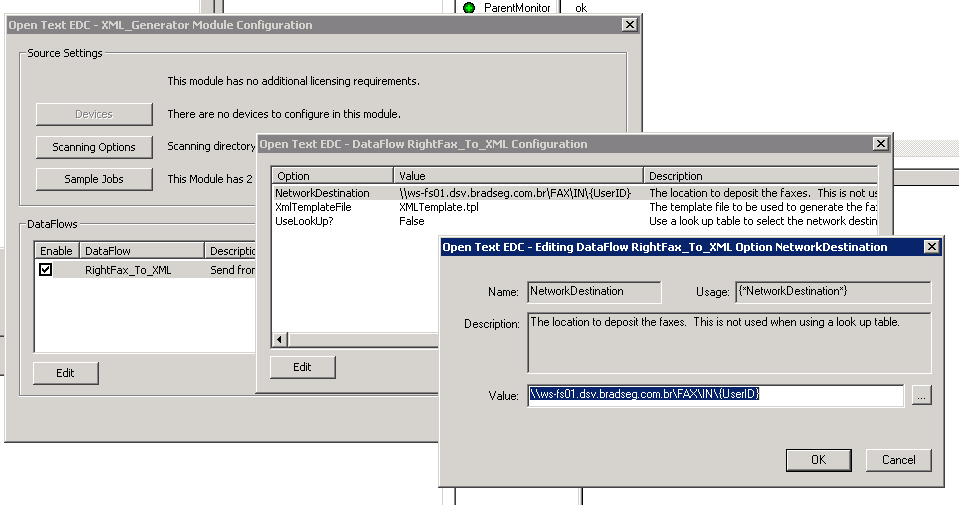 ParentMonitor ok
Open Text EDC - XML_Generator Module Configuration
Source Settings
This module has no additional licensing requirements.
Devices
There are no devices to configure in this module.
Scanning Options
Scanning directory
Sample Jobs
This Module has 2
DataFlows
Enable DataFlow Descriptio
RightFax_To_XML Send from
Edit
Open Text EDC - DataFlow RightFax_To_XML Configuration
Option Value Description
NetworkDestination \\ws-fs01.dsv.bradseg.com.br\FAX\IN\{UserID} The location to deposit the faxes. This is not us
XmlTemplateFile XMLTemplate.tpl The template file to be used to generate the fa
UseLookUp? False Use a look up table to select the network destin
Edit
Open Text EDC - Editing DataFlow RightFax_To_XML Option NetworkDestination
Name: NetworkDestination Usage: {*NetworkDestination*}
Description: The location to deposit the faxes. This is not used when using a look up table.
Value: \\ws-fs01.dsv.bradseg.com.br\FAX\IN\{UserID} ...
OK Cancel